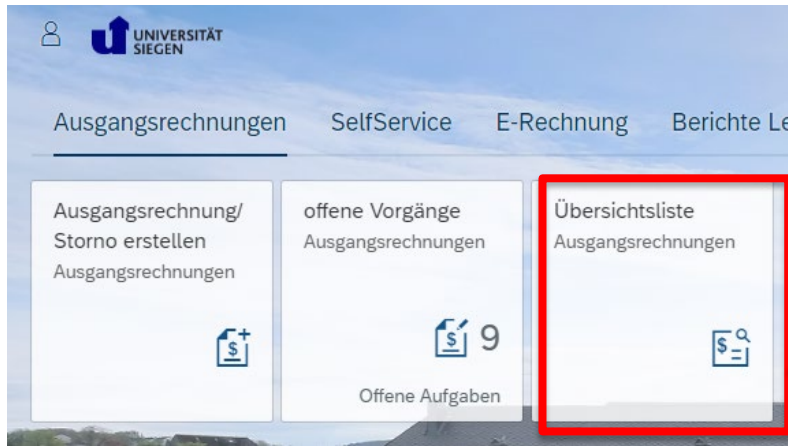 UNIVERSITÄT
SIEGEN
Ausgangsrechnungen SelfService E-Rechnung Berichte Le
Ausgangsrechnung/
Storno erstellen
Ausgangsrechnungen
offene Vorgänge
Ausgangsrechnungen
9
Offene Aufgaben
Übersichtsliste
Ausgangsrechnungen